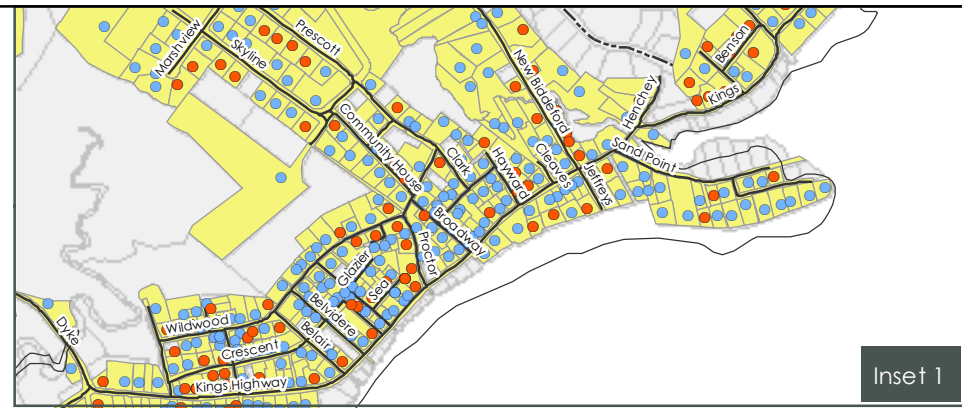 Marshview
Skyline
Prescott
New Biddeford
Benson
Kings
Henchey
Sand Point
Community House
Clark
Hayward
Cleaves
Jeffreys
Broadway
Proctor
Glazier
Sea
Belvidere
Belair
Wildwood
Crescent
Kings Highway
Dyke
Inset 1